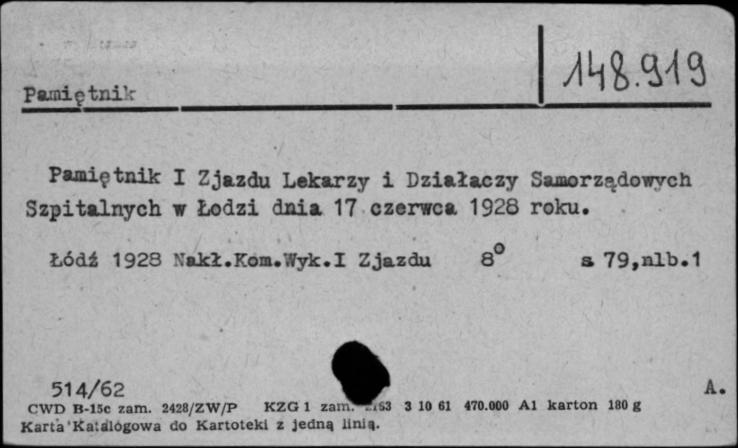 148.919
Pamiętnik
Pamiętnik I Zjazdu Lekarzy i Działaczy Samorządowych
Szpitalnych w Łodzi dnia 17 czerwca 1928 roku.
Łódź 1928 Nakł.Kom.Wyk.I Zjazdu 8° s 79,nlb.1
514/62 A.
CWD B-15c zam. 2428/ZW/P KZG 1 zam. 3 10 61 470.000 A1 karton 180 g
Karta Katalogowa do Kartoteki z jedną linią.